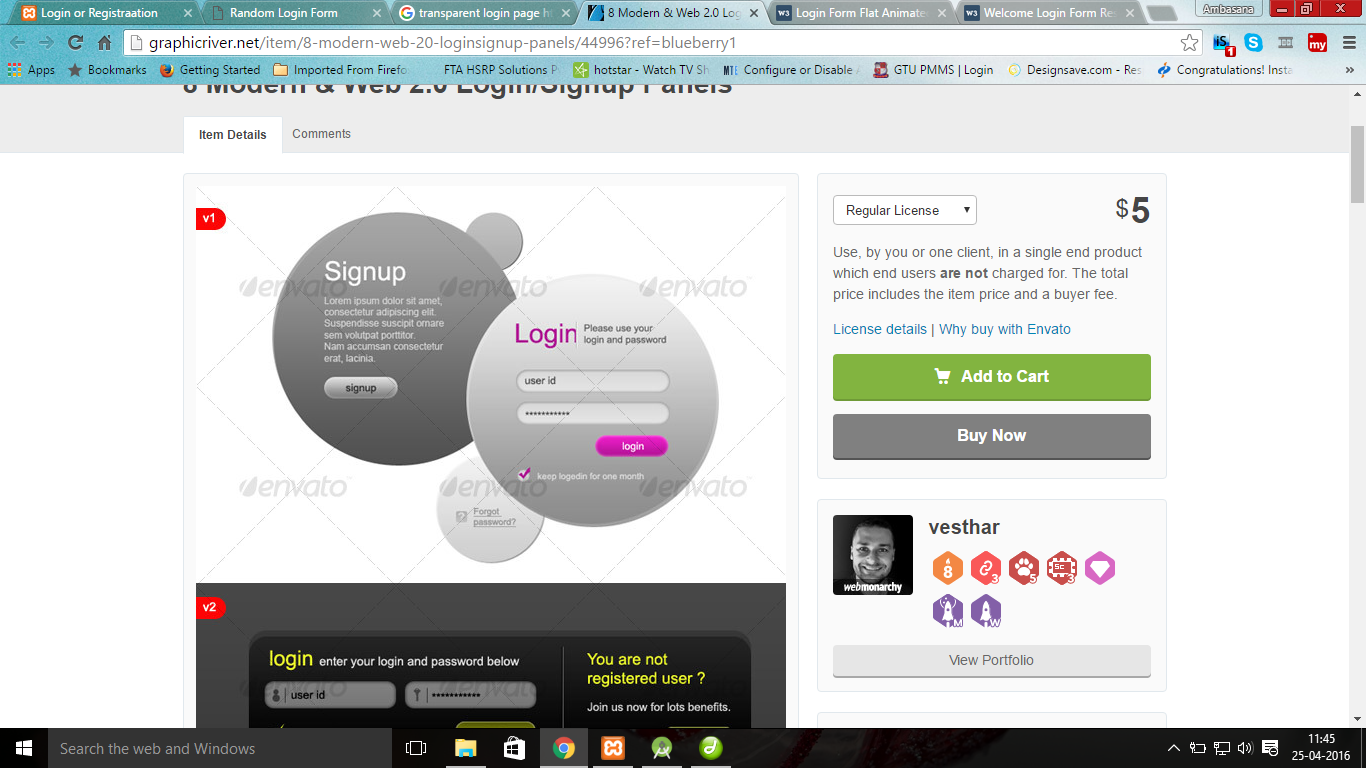 Login or Registraation
Random Login Form
transparent login page h
8 Modern & Web 2.0 Log
Login Form Flat Animate
Welcome Login Form Re
Ambasana
graphicriver.net/item/8-modern-web-20-loginsignup-panels/44996?ref=blueberry1
iS
1
my
Apps
Bookmarks
Getting Started
Imported From Firefo
FTA HSRP Solutions P
hotstar - Watch TV Sh
MTE
Configure or Disable
GTU PMMS | Login
Designsave.com - Res
Congratulations! Insta
»
8 Modern & Web 2.0 Login/Signup Panels
Item Details
Comments
v1
Signup
Lorem ipsum dolor sit amet,
consectetur adipiscing elit.
Suspendisse suscipit ornare
sem volutpat porttitor.
Nam accumsan consectetur
erat, lacinia.
signup
Login
Please use your
login and password
user id
***********
login
keep logedin for one month
Forgot
password?
envato envato envato
envato envato envato
v2
login enter your login and password below
user id
***********
You are not
registered user ?
Join us now for lots benefits.
Regular License
$5
Use, by you or one client, in a single end product
which end users are not charged for. The total
price includes the item price and a buyer fee.
License details | Why buy with Envato
Add to Cart
Buy Now
webmonarchy
vesthar
8
3
5
Sc
3
M
W
View Portfolio
Search the web and Windows
11:45
25-04-2016